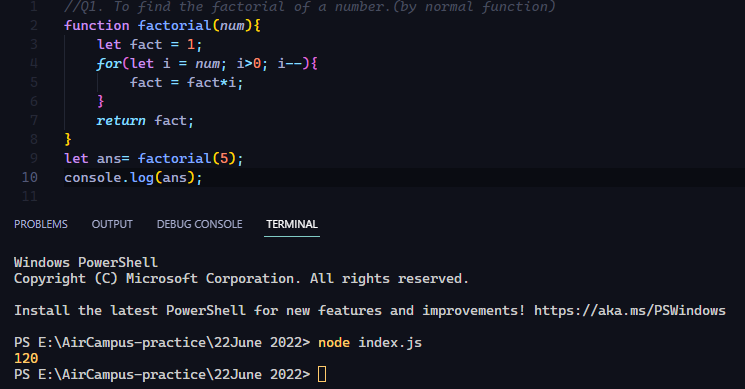 1 //Q1. To find the factorial of a number.(by normal function)
2 function factorial(num){
3 let fact = 1;
4 for(let i = num; i>0; i--){
5 fact = fact*i;
6 }
7 return fact;
8 }
9 let ans= factorial(5);
10 console.log(ans);
11
PROBLEMS OUTPUT DEBUG CONSOLE TERMINAL
Windows PowerShell
Copyright (C) Microsoft Corporation. All rights reserved.
Install the latest PowerShell for new features and improvements! https://aka.ms/PSWindows
PS E:\AirCampus-practice\22June 2022> node index.js
120
PS E:\AirCampus-practice\22June 2022>